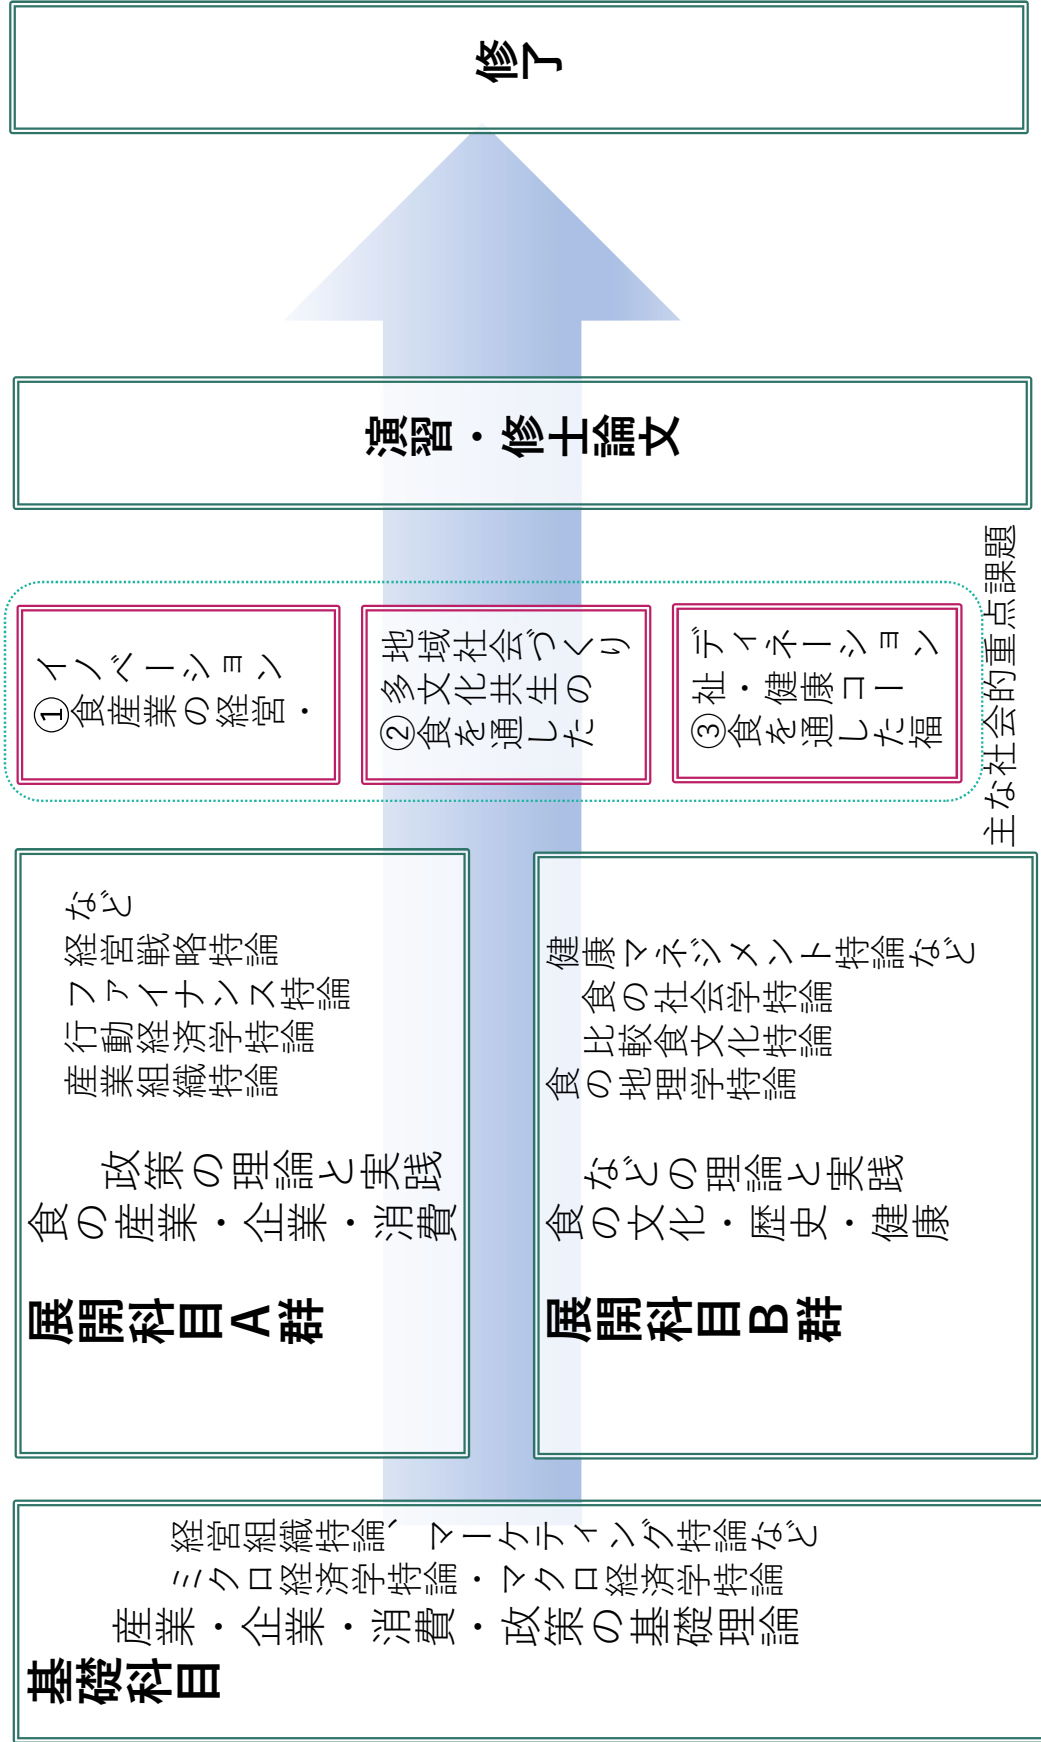 基礎科目
産業・企業・消費・政策の基礎理論
ミクロ経済学特論・マクロ経済学特論
経営組織特論、マーケティング特論など
展開科目A群
食の産業・企業・消費
政策の理論と実践
産業組織特論
行動経済学特論
ファイナンス特論
経営戦略特論
など
展開科目B群
食の文化・歴史・健康
などの理論と実践
食の地理学特論
比較食文化特論
食の社会学特論
健康マネジメント特論など
①食産業の経営・
イノベーション
②食を通した
多文化共生の
地域社会づくり
③食を通した福
祉・健康コー
ディネーション
主な社会的重点課題
演習・修士論文
修了